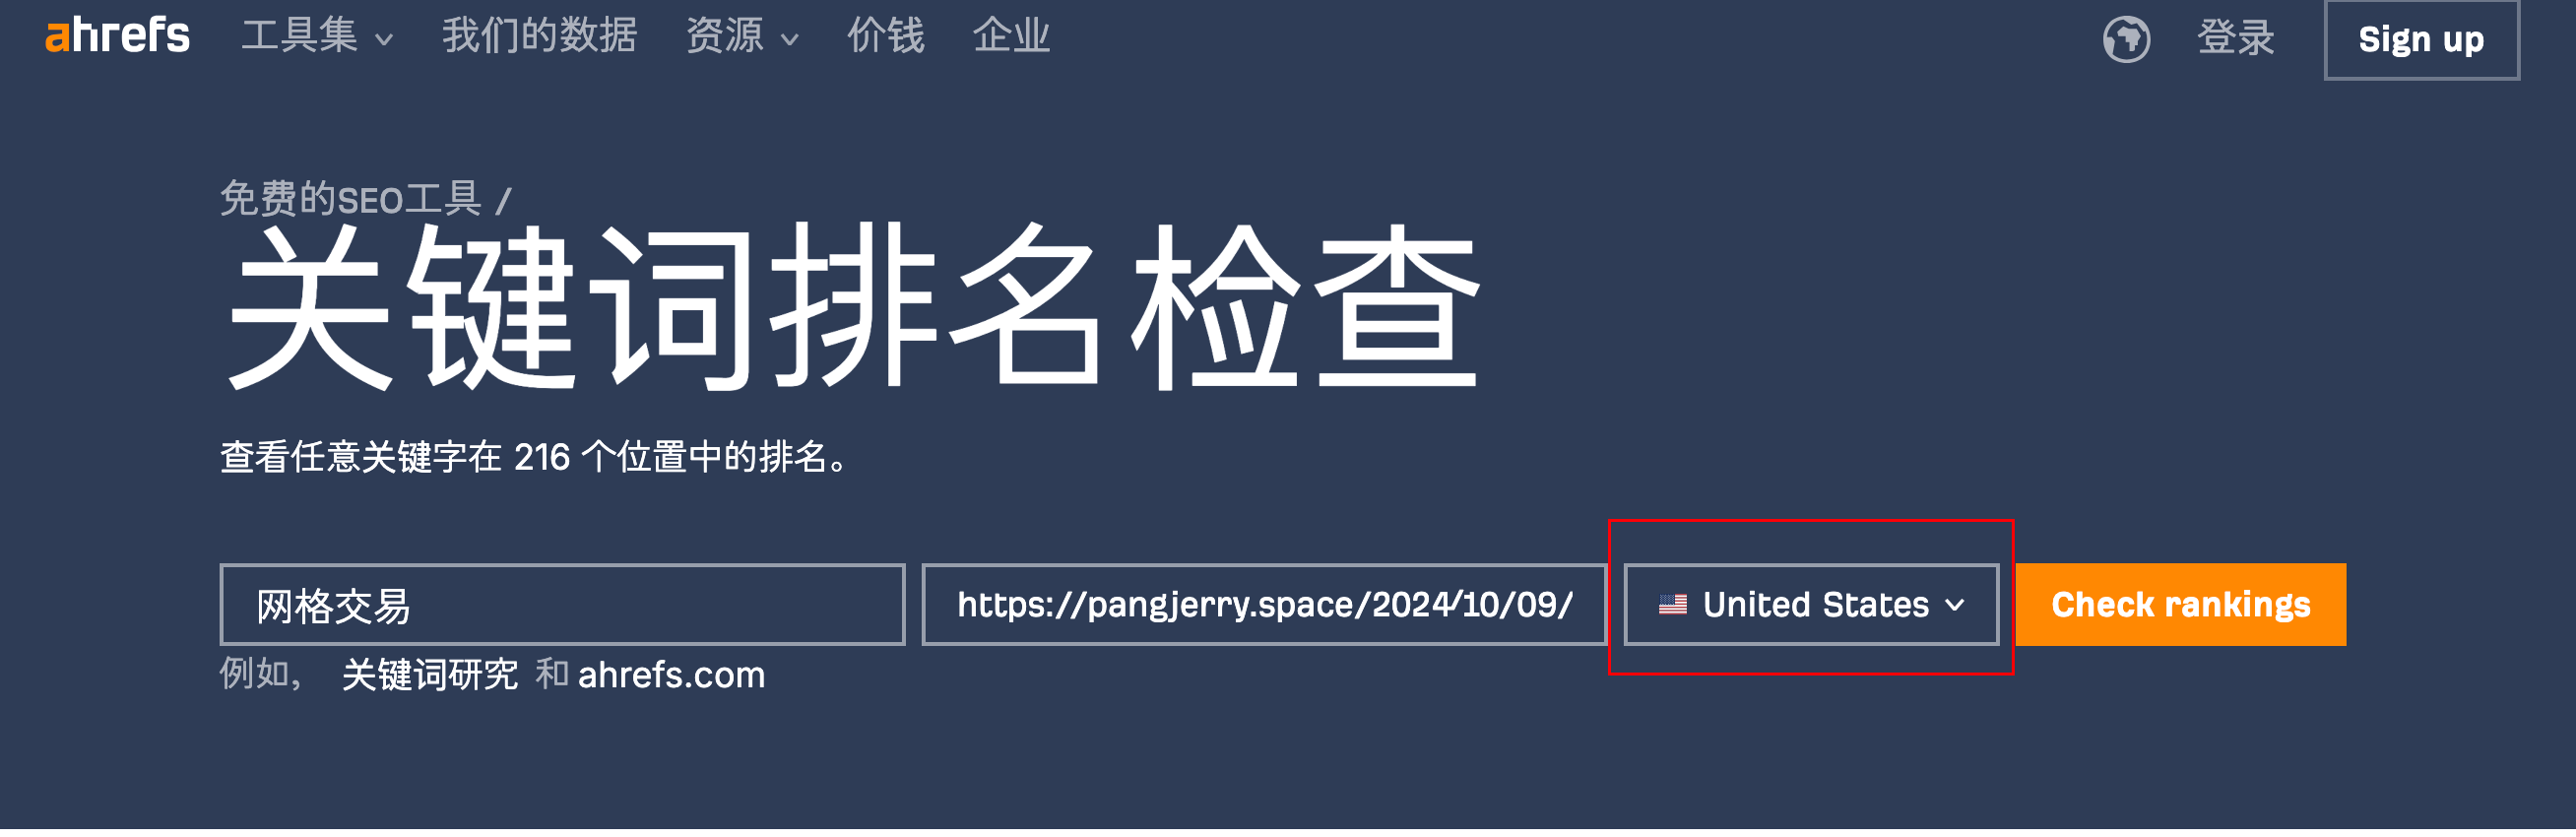 ahrefs 工具集 我们的数据 资源 价钱 企业 登录 Sign up
免费的SEO工具 /
关键词排名检查
查看任意关键字在 216 个位置中的排名。
网格交易 https://pangjerry.space/2024/10/09/ United States Check rankings
例如， 关键词研究 和 ahrefs.com